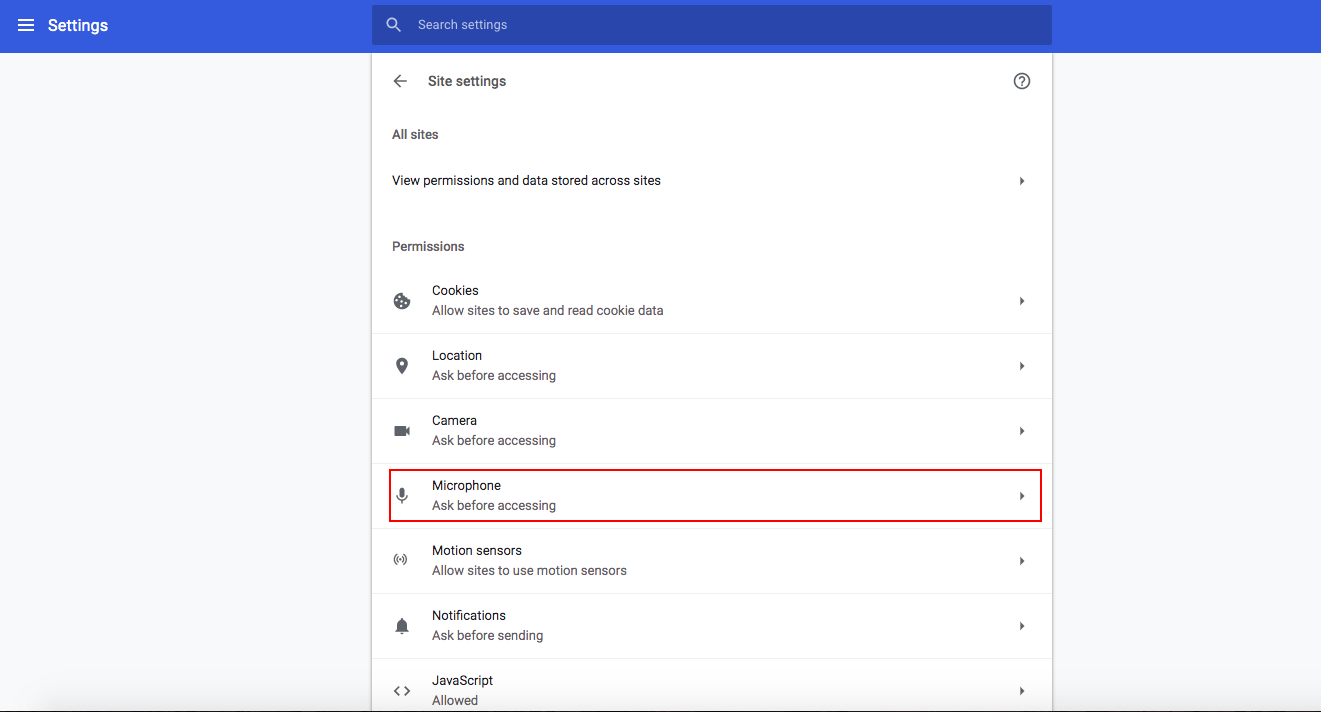 Settings
Search settings
Site settings
All sites
View permissions and data stored across sites
Permissions
Cookies
Allow sites to save and read cookie data
Location
Ask before accessing
Camera
Ask before accessing
Microphone
Ask before accessing
Motion sensors
Allow sites to use motion sensors
Notifications
Ask before sending
JavaScript
Allowed